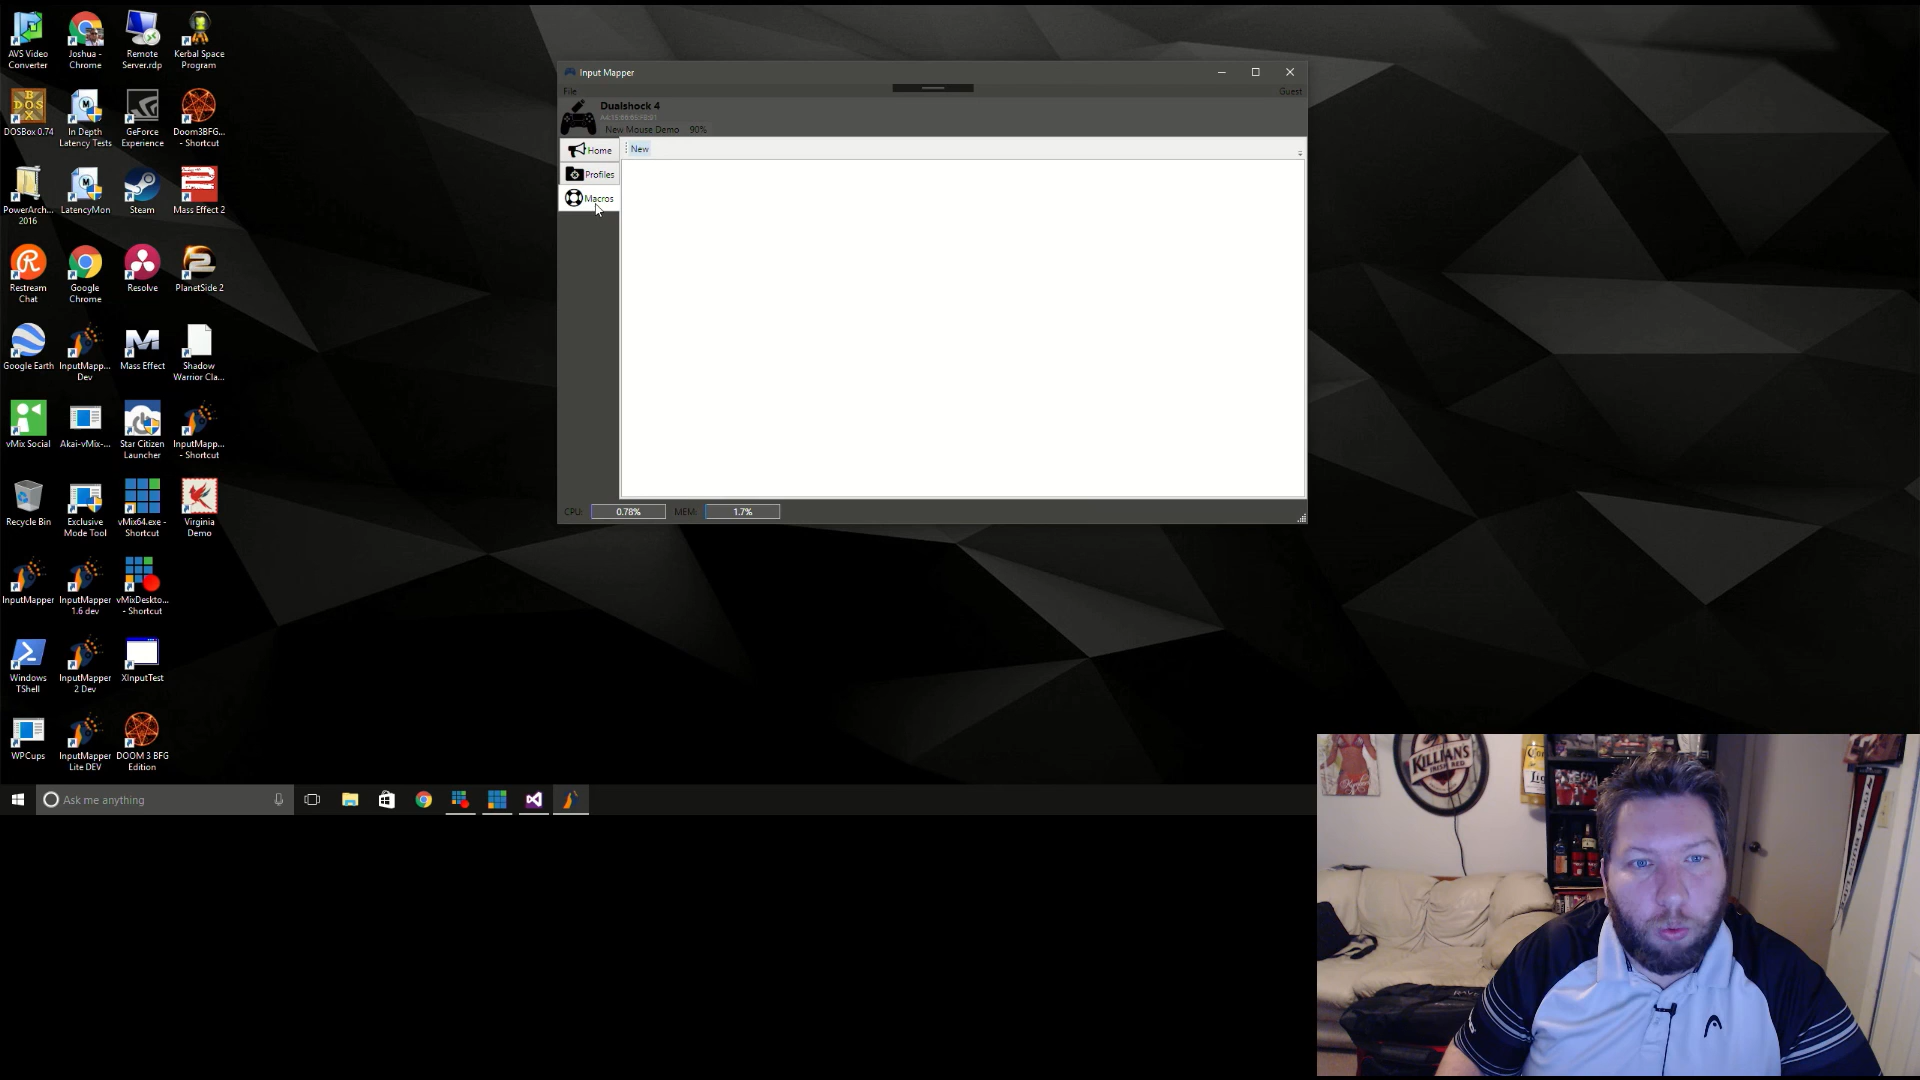 AVS Video
Converter
Joshua -
Chrome
Remote
Server.rdp
Kerbal Space
Program
DOSBox 0.74
In Depth
Latency Tests
GeForce
Experience
Doom3BFG...
- Shortcut
PowerArch...
2016
LatencyMon
Steam
Mass Effect 2
Restream
Chat
Google
Chrome
Resolve
PlanetSide 2
Google Earth
InputMapp...
Dev
Mass Effect
Shadow
Warrior Cla...
vMix Social
Akai-vMix-...
Star Citizen
Launcher
InputMapp...
- Shortcut
Recycle Bin
Exclusive
Mode Tool
vMix64.exe -
Shortcut
Virginia
Demo
InputMapper
InputMapper
1.6 dev
vMixDeskto...
- Shortcut
Windows
TShell
InputMapper
2 Dev
XInputTest
WPCups
InputMapper
Lite DEV
DOOM 3 BFG
Edition
Input Mapper
File
Guest
Dualshock 4
New Mouse Demo 90%
Home
New
Profiles
Macros
CPU: 0.78% MEM: 1.7%
Ask me anything
KILLIAN'S
IRISH RED